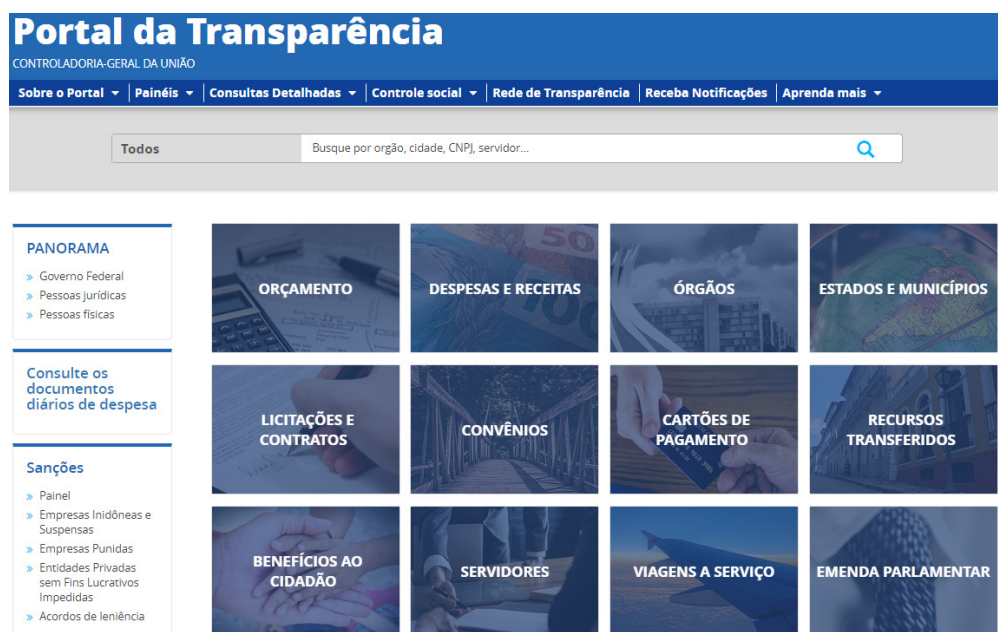 Portal da Transparência
CONTROLADORIA-GERAL DA UNIÃO
Sobre o Portal
Painéis
Consultas Detalhadas
Controle social
Rede de Transparência
Receba Notificações
Aprenda mais
Todos
Busque por orgão, cidade, CNPJ, servidor...
PANORAMA
» Governo Federal
» Pessoas jurídicas
» Pessoas físicas
Consulte os
documentos
diários de despesa
Sanções
» Painel
» Empresas Inidôneas e
Suspensas
» Empresas Punidas
» Entidades Privadas
sem Fins Lucrativos
Impedidas
» Acordos de leniência
ORÇAMENTO
DESPESAS E RECEITAS
50
100
ÓRGÃOS
ESTADOS E MUNICÍPIOS
LICITAÇÕES E
CONTRATOS
CONVÊNIOS
CARTÕES DE
PAGAMENTO
RECURSOS
TRANSFERIDOS
BENEFÍCIOS AO
CIDADÃO
SERVIDORES
VIAGENS A SERVIÇO
EMENDA PARLAMENTAR